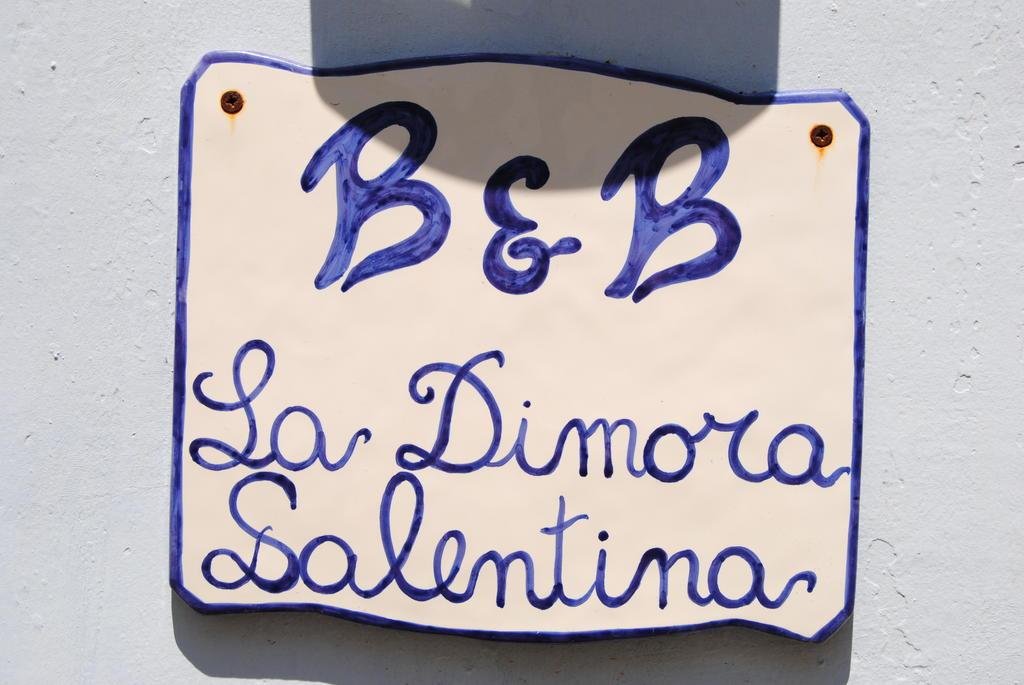 B & B
La Dimora
Salentina